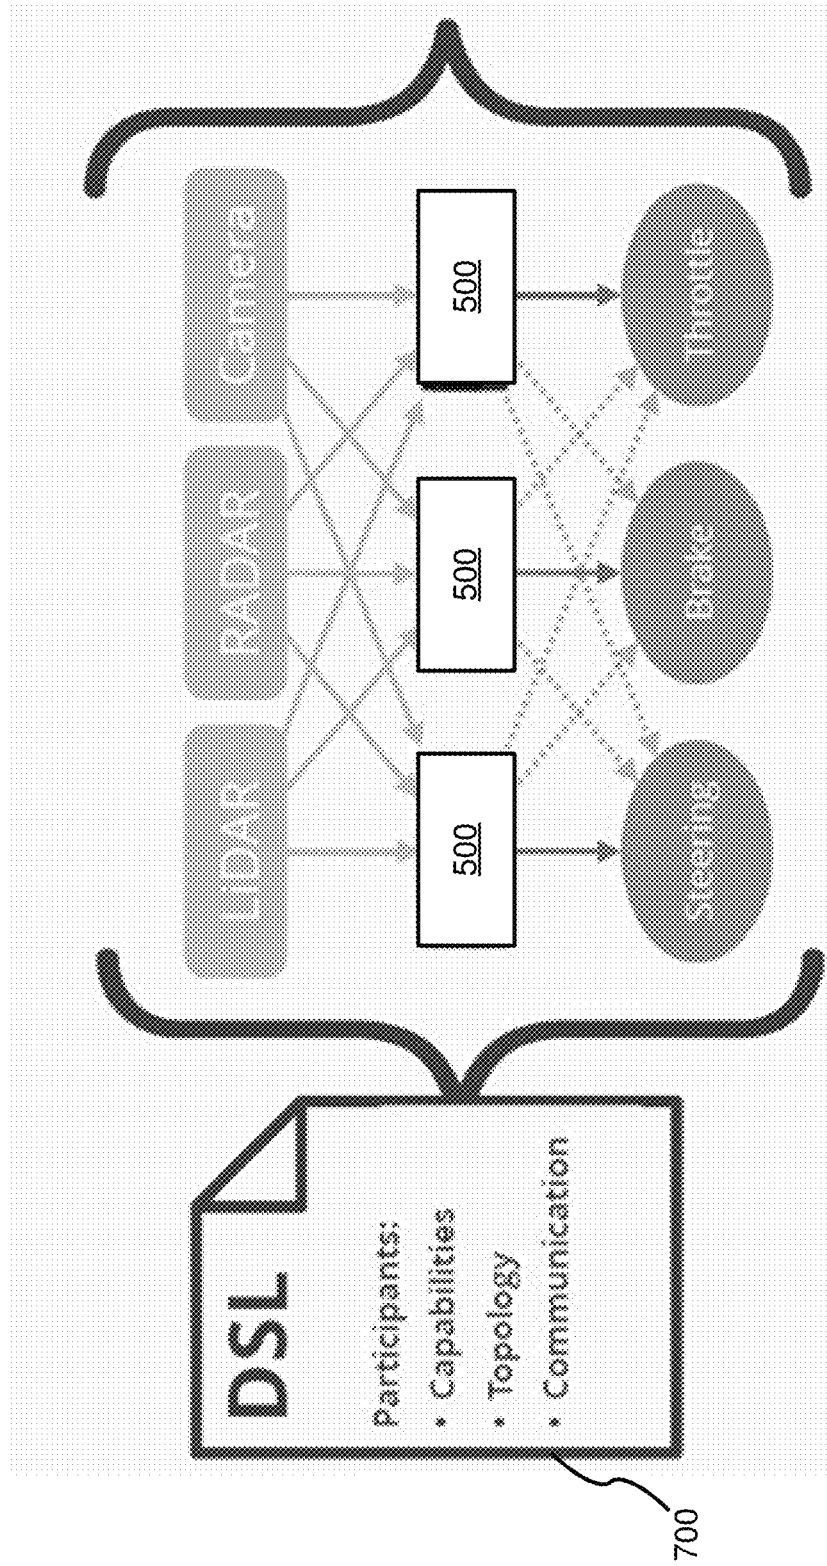 DSL
Participants:
• Capabilities
• Topology
• Communication
700
LiDAR
RADAR
Camera
500
500
500
Steering
Brake
Throttle